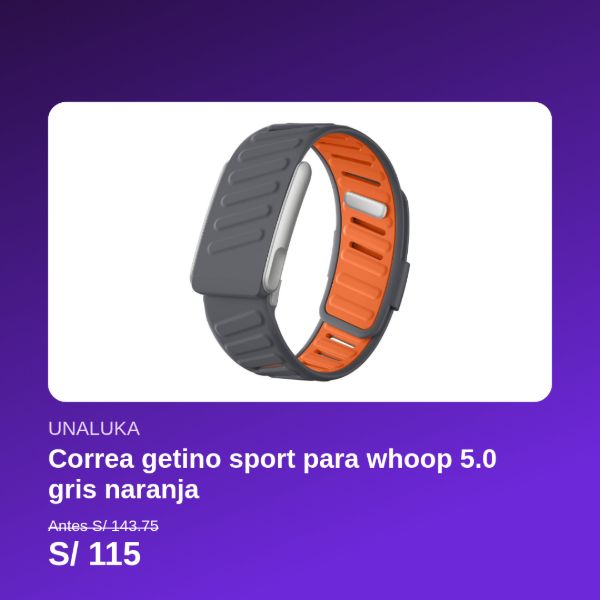 UNALUKA
Correa getino sport para whoop 5.0
gris naranja
Antes S/ 143.75
S/ 115